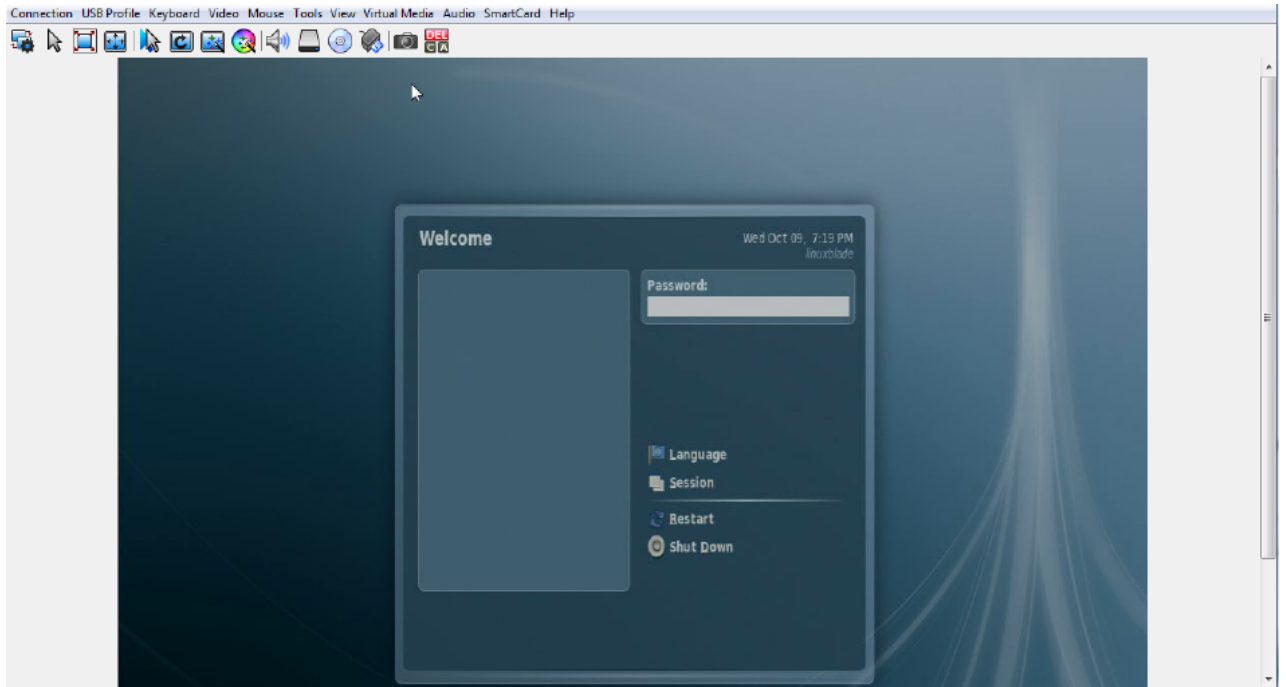 Connection USB Profile Keyboard Video Mouse Tools View Virtual Media Audio SmartCard Help
DEL
C A
Welcome
Wed Oct 09, 7:19 PM
linuxblade
Password:
Language
Session
Restart
Shut Down